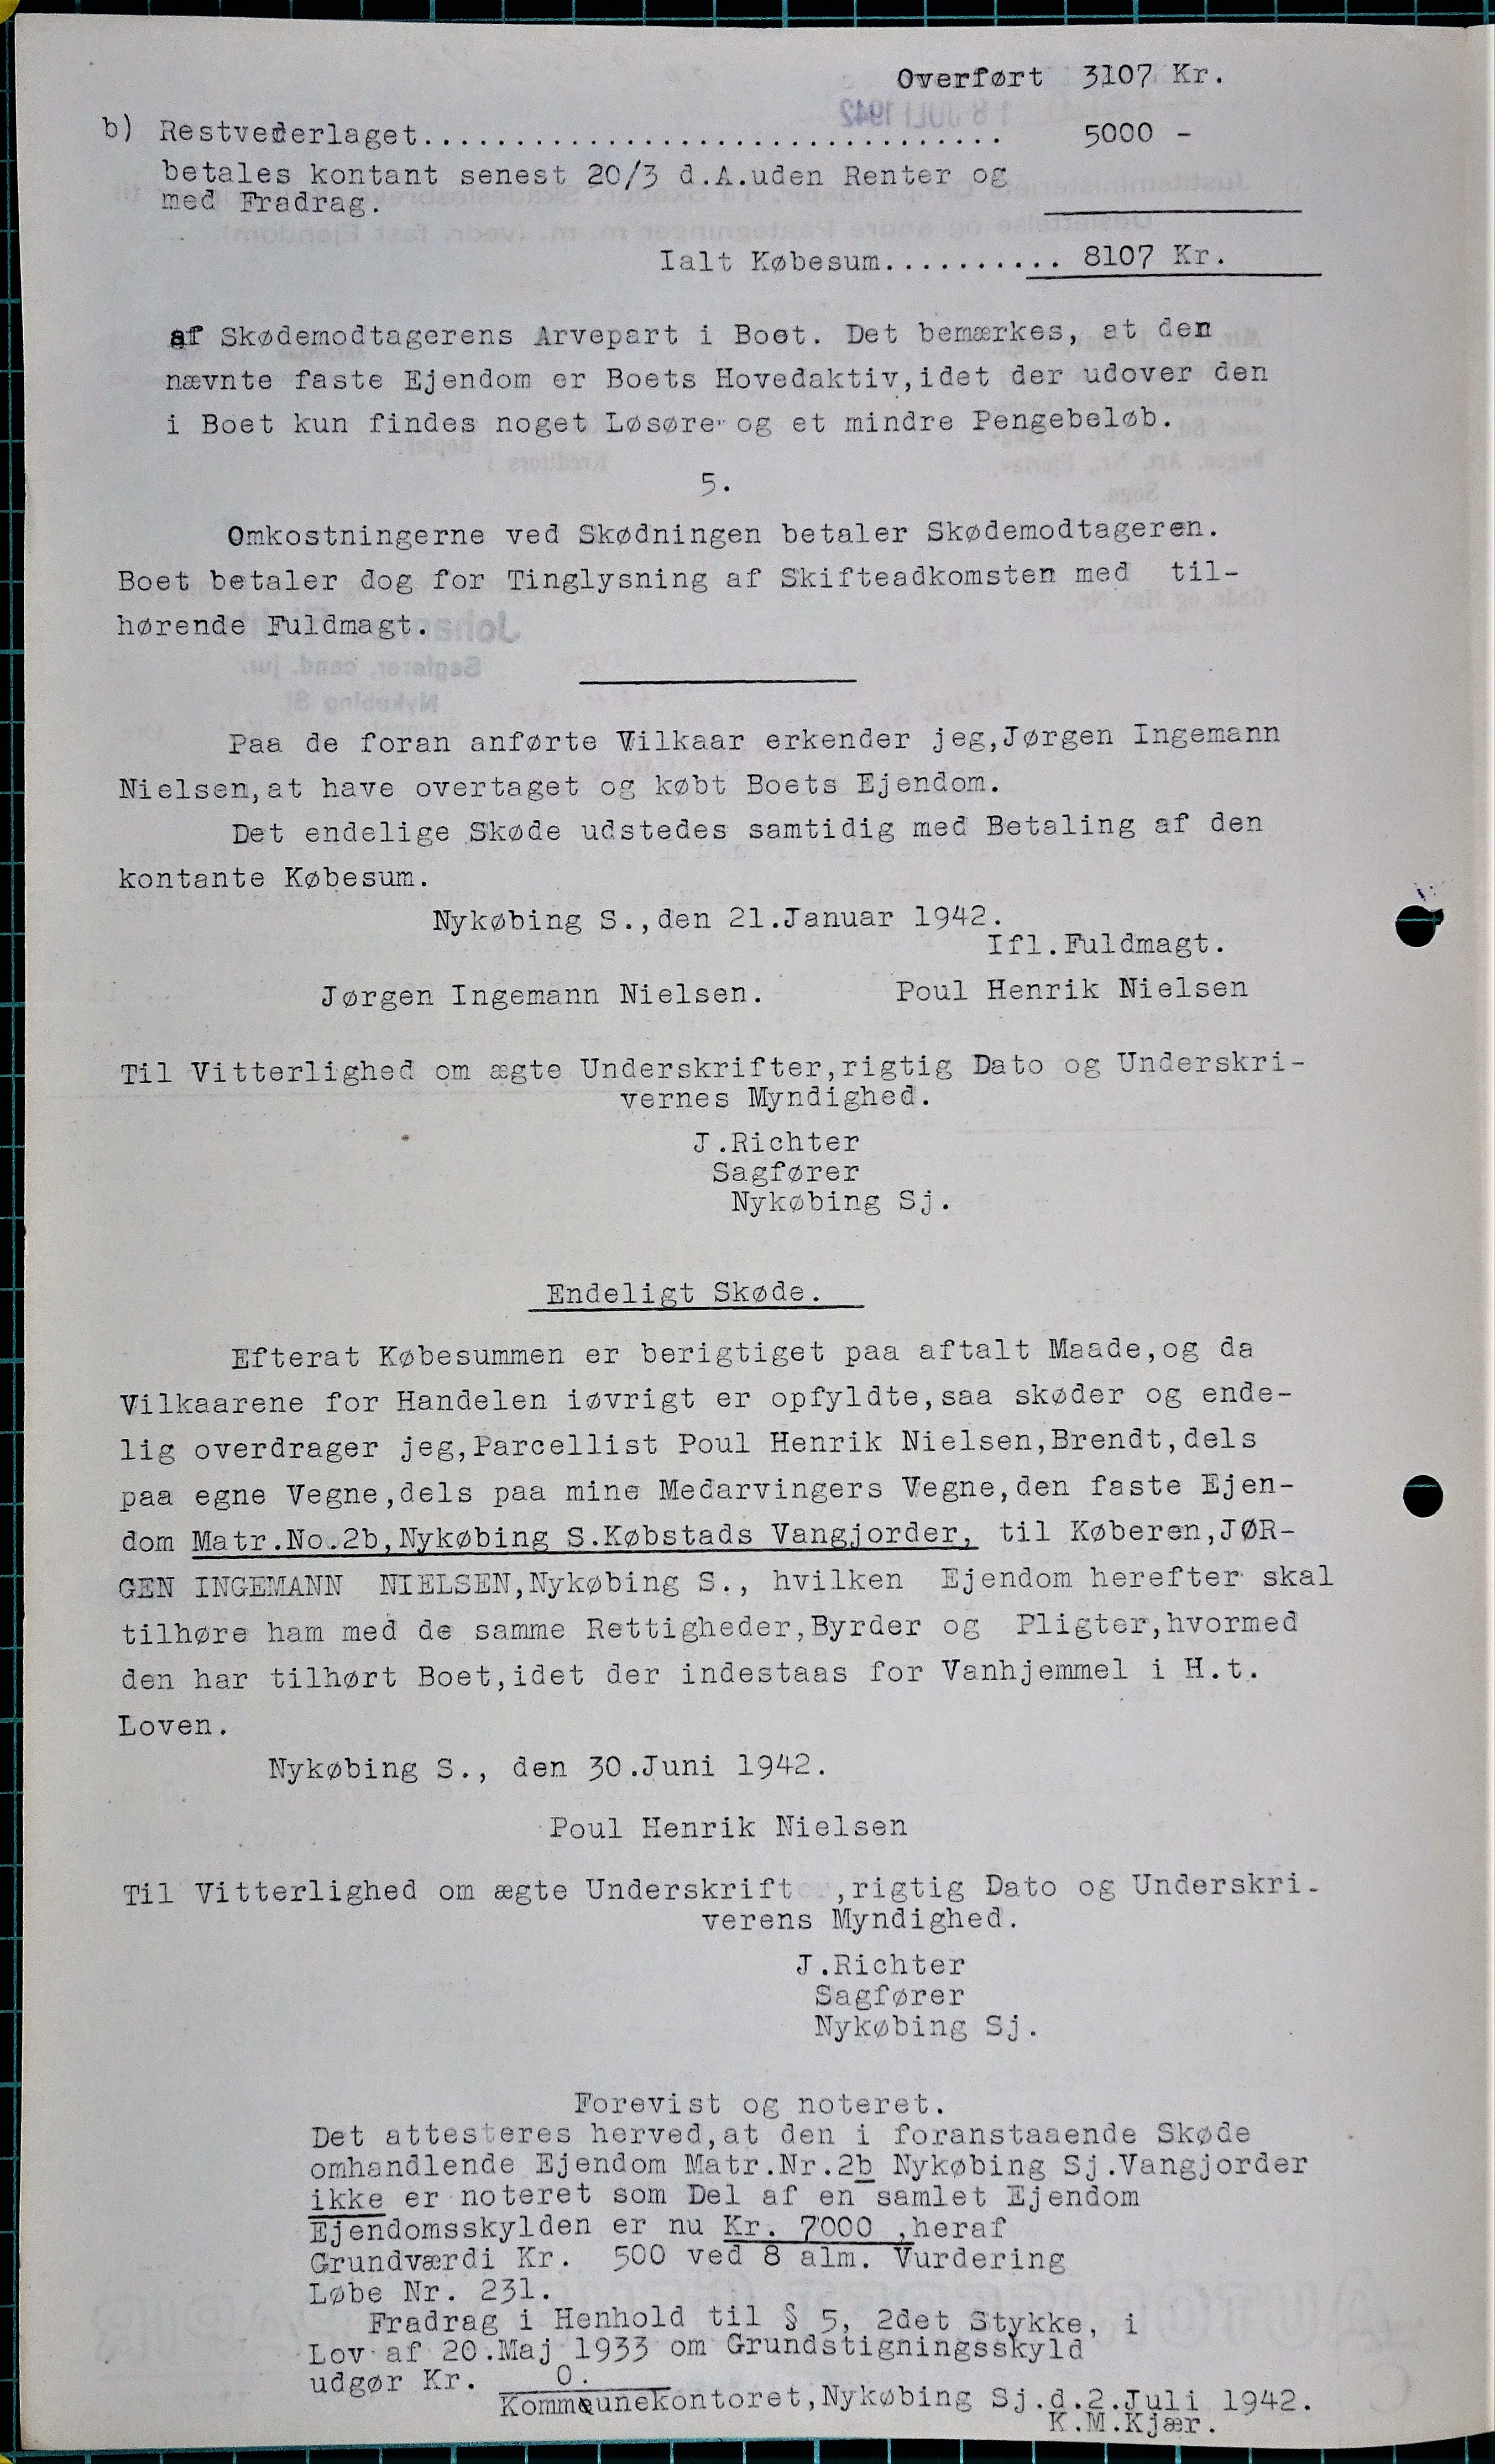 Overført 3107 Kr.
18 JULI 1942
b) Restvederlaget................................ 5000 -
betales kontant senest 20/3 d.A.uden Renter og
med Fradrag.
Ialt Købesum.......... 8107 Kr.
af Skødemodtagerens Arvepart i Boet. Det bemærkes, at den
nævnte faste Ejendom er Boets Hovedaktiv,idet der udover den
i Boet kun findes noget Løsøre og et mindre Pengebeløb.
5.
Omkostningerne ved Skødningen betaler Skødemodtageren.
Boet betaler dog for Tinglysning af Skifteadkomsten med til-
hørende Fuldmagt.
Paa de foran anførte Vilkaar erkender jeg,Jørgen Ingemann
Nielsen,at have overtaget og købt Boets Ejendom.
Det endelige Skøde udstedes samtidig med Betaling af den
kontante Købesum.
Nykøbing S.,den 21.Januar 1942.
Ifl.Fuldmagt.
Jørgen Ingemann Nielsen. Poul Henrik Nielsen
Til Vitterlighed om ægte Underskrifter,rigtig Dato og Underskri-
vernes Myndighed.
J.Richter
Sagfører
Nykøbing Sj.
Endeligt Skøde.
Efterat Købesummen er berigtiget paa aftalt Maade,og da
Vilkaarene for Handelen iøvrigt er opfyldte,saa skøder og ende-
lig overdrager jeg,Parcellist Poul Henrik Nielsen,Brendt,dels
paa egne Vegne,dels paa mine Medarvingers Vegne,den faste Ejen-
dom Matr.No.2b,Nykøbing S.Købstads Vangjorder, til Køberen,JØR-
GEN INGEMANN NIELSEN,Nykøbing S., hvilken Ejendom herefter skal
tilhøre ham med de samme Rettigheder,Byrder og Pligter,hvormed
den har tilhørt Boet,idet der indestaas for Vanhjemmel i H.t.
Loven.
Nykøbing S., den 30.Juni 1942.
Poul Henrik Nielsen
Til Vitterlighed om ægte Underskrift ,rigtig Dato og Underskri-
verens Myndighed.
J.Richter
Sagfører
Nykøbing Sj.
Forevist og noteret.
Det attesteres herved,at den i foranstaaende Skøde
omhandlende Ejendom Matr.Nr.2b Nykøbing Sj.Vangjorder
ikke er noteret som Del af en samlet Ejendom
Ejendomsskylden er nu Kr. 7000 ,heraf
Grundværdi Kr. 500 ved 8 alm. Vurdering
Løbe Nr. 231.
Fradrag i Henhold til § 5, 2det Stykke, i
Lov af 20.Maj 1933 om Grundstigningsskyld
udgør Kr. 0.
Kommunekontoret,Nykøbing Sj.d.2.Juli 1942.
K.M.Kjær.